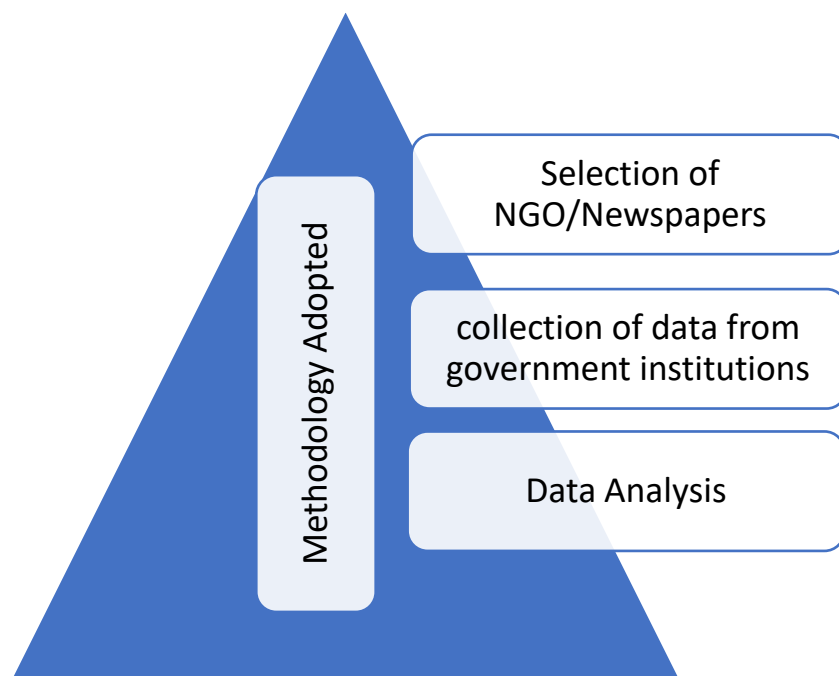 Methodology Adopted
Selection of
NGO/Newspapers
collection of data from
government institutions
Data Analysis